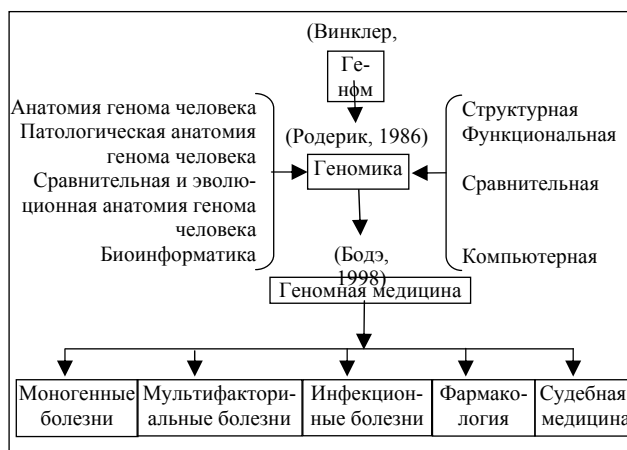 (Винклер,
Ге-
ном
Анатомия генома человека
Патологическая анатомия
генома человека
Сравнительная и эволю-
ционная анатомия генома
человека
Биоинформатика
(Родерик, 1986)
Геномика
Структурная
Функциональная
Сравнительная
Компьютерная
(Бодэ,
1998)
Геномная медицина
Моногенные
болезни
Мультифактори-
альные болезни
Инфекцион-
ные болезни
Фармако-
логия
Судебная
медицина